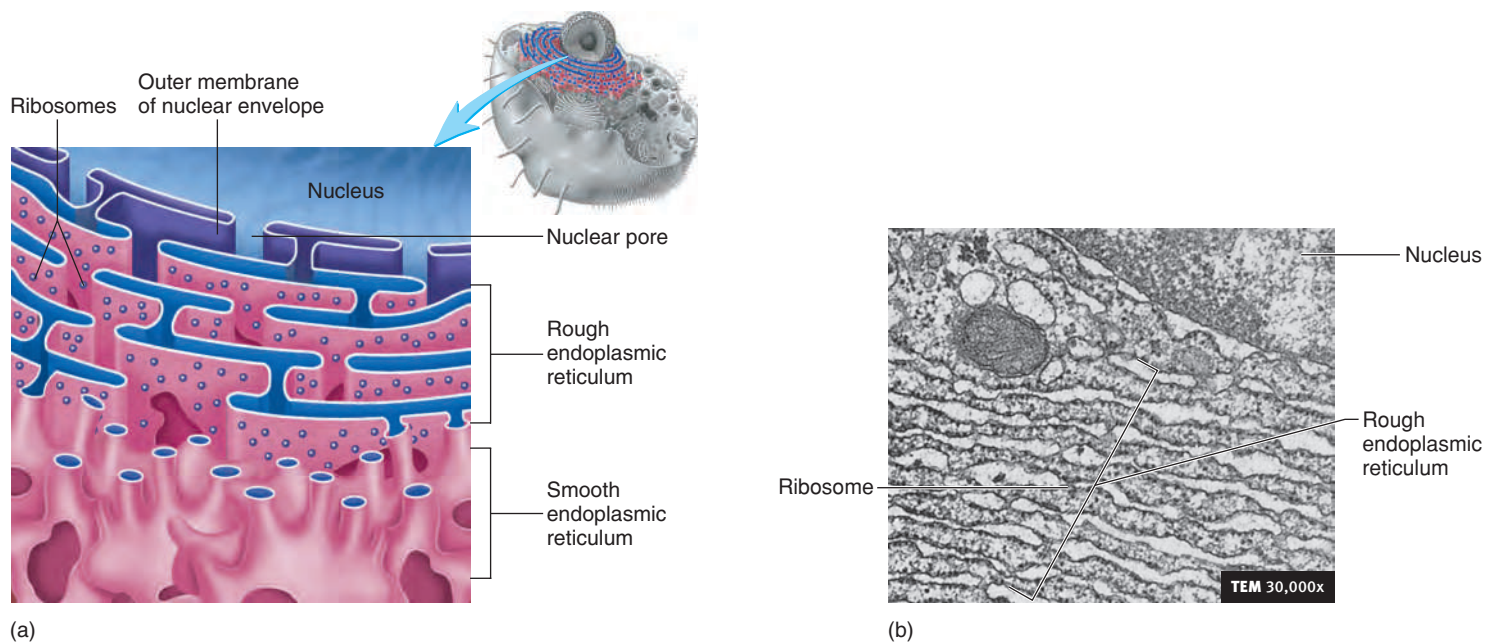 Outer membrane
of nuclear envelope
Ribosomes
Nucleus
Nuclear pore
Rough
endoplasmic
reticulum
Smooth
endoplasmic
reticulum
(a)
Nucleus
Rough
endoplasmic
reticulum
Ribosome
TEM 30,000x
(b)